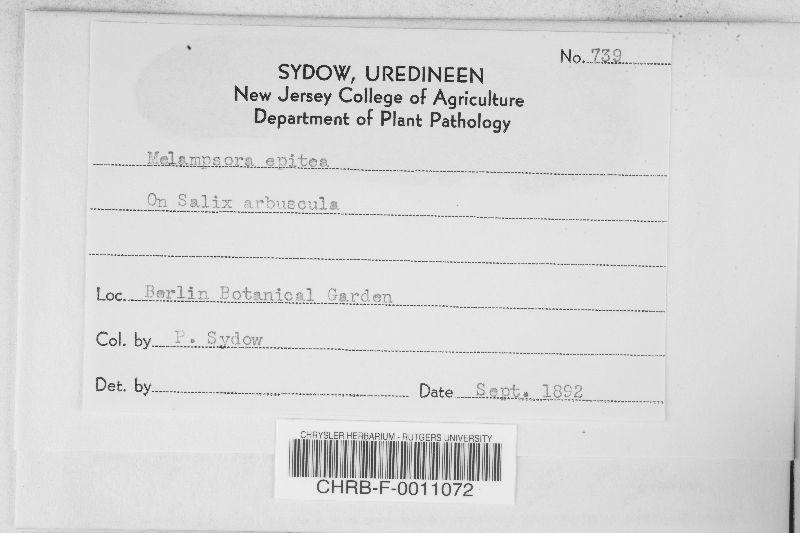 No. 739
SYDOW, UREDINEEN
New Jersey College of Agriculture
Department of Plant Pathology
Melampsora epitea
On Salix arbuscula
Loc. Berlin Botanical Garden
Col. by P. Sydow
Det. by
Date Sept. 1892
CHRYSLER HERBARIUM - RUTGERS UNIVERSITY
CHRB-F-0011072